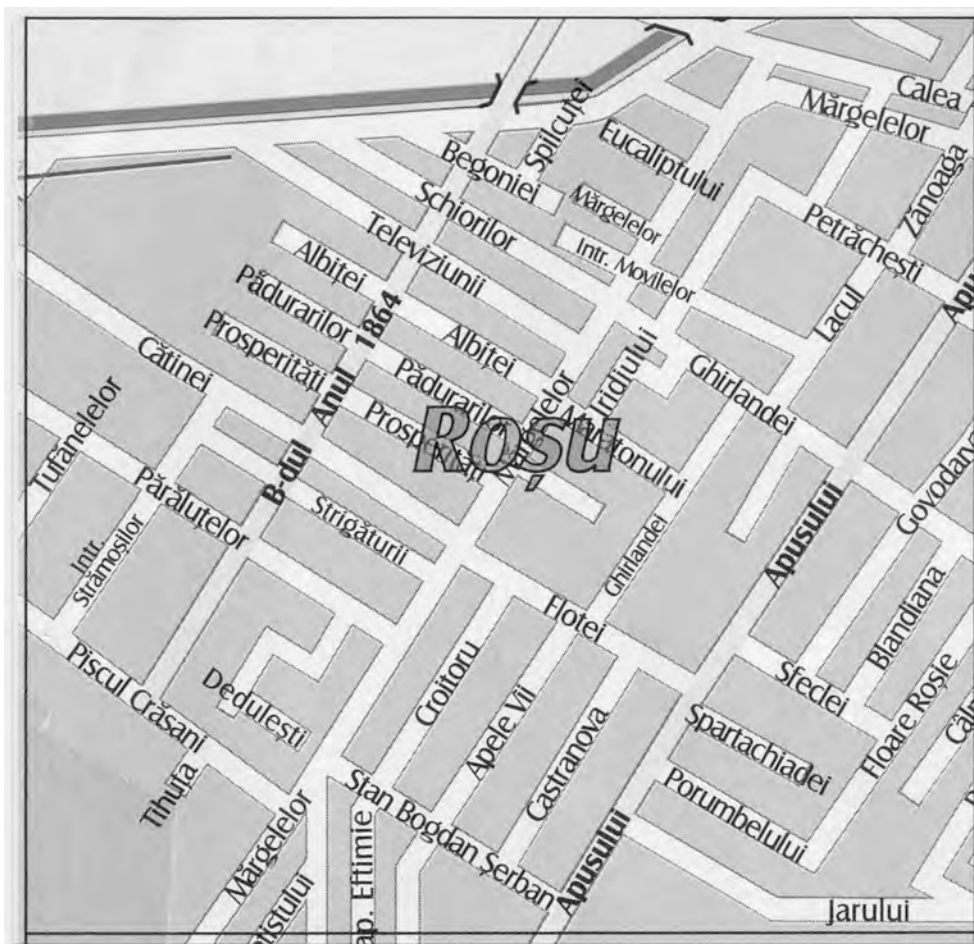 Calea
Mărgelelor
Spilcuței
Eucaliptului
Zănoaga
Begoniei
Mărgelelor
Schiorilor
Petrăchești
Televiziunii
Intr. Movilelor
Albiței
Lacul
Pădurarilor
1864
Albiței
Iridiului
Ghirlandei
Prosperității
Anul
Pădurarilor
Cătinei
Prosperității
Roșu
Maratonului
Tufănelelor
B-dul
Părăluțelor
Strigăturii
Apusului
Intr.
Strămoșilor
Ghirlandei
Flotei
Blandiana
Piscul Crăsani
Dedulești
Croitoru
Apele Vii
Castranova
Sfeclei
Spartachiadei
Floare Roșie
Tihuța
Mărgelelor
Stan Bogdan Șerban
Porumbelului
Apusului
Eftimie
Jarului